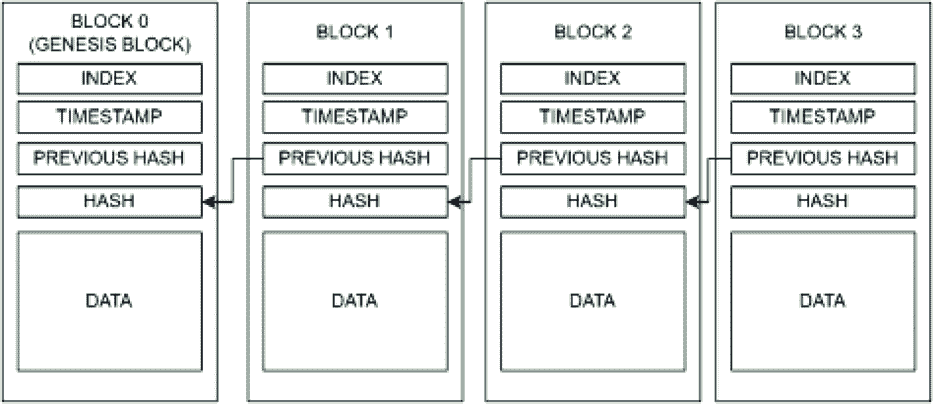 BLOCK 0
(GENESIS BLOCK)
INDEX
TIMESTAMP
PREVIOUS HASH
HASH
DATA
BLOCK 1
INDEX
TIMESTAMP
PREVIOUS HASH
HASH
DATA
BLOCK 2
INDEX
TIMESTAMP
PREVIOUS HASH
HASH
DATA
BLOCK 3
INDEX
TIMESTAMP
PREVIOUS HASH
HASH
DATA